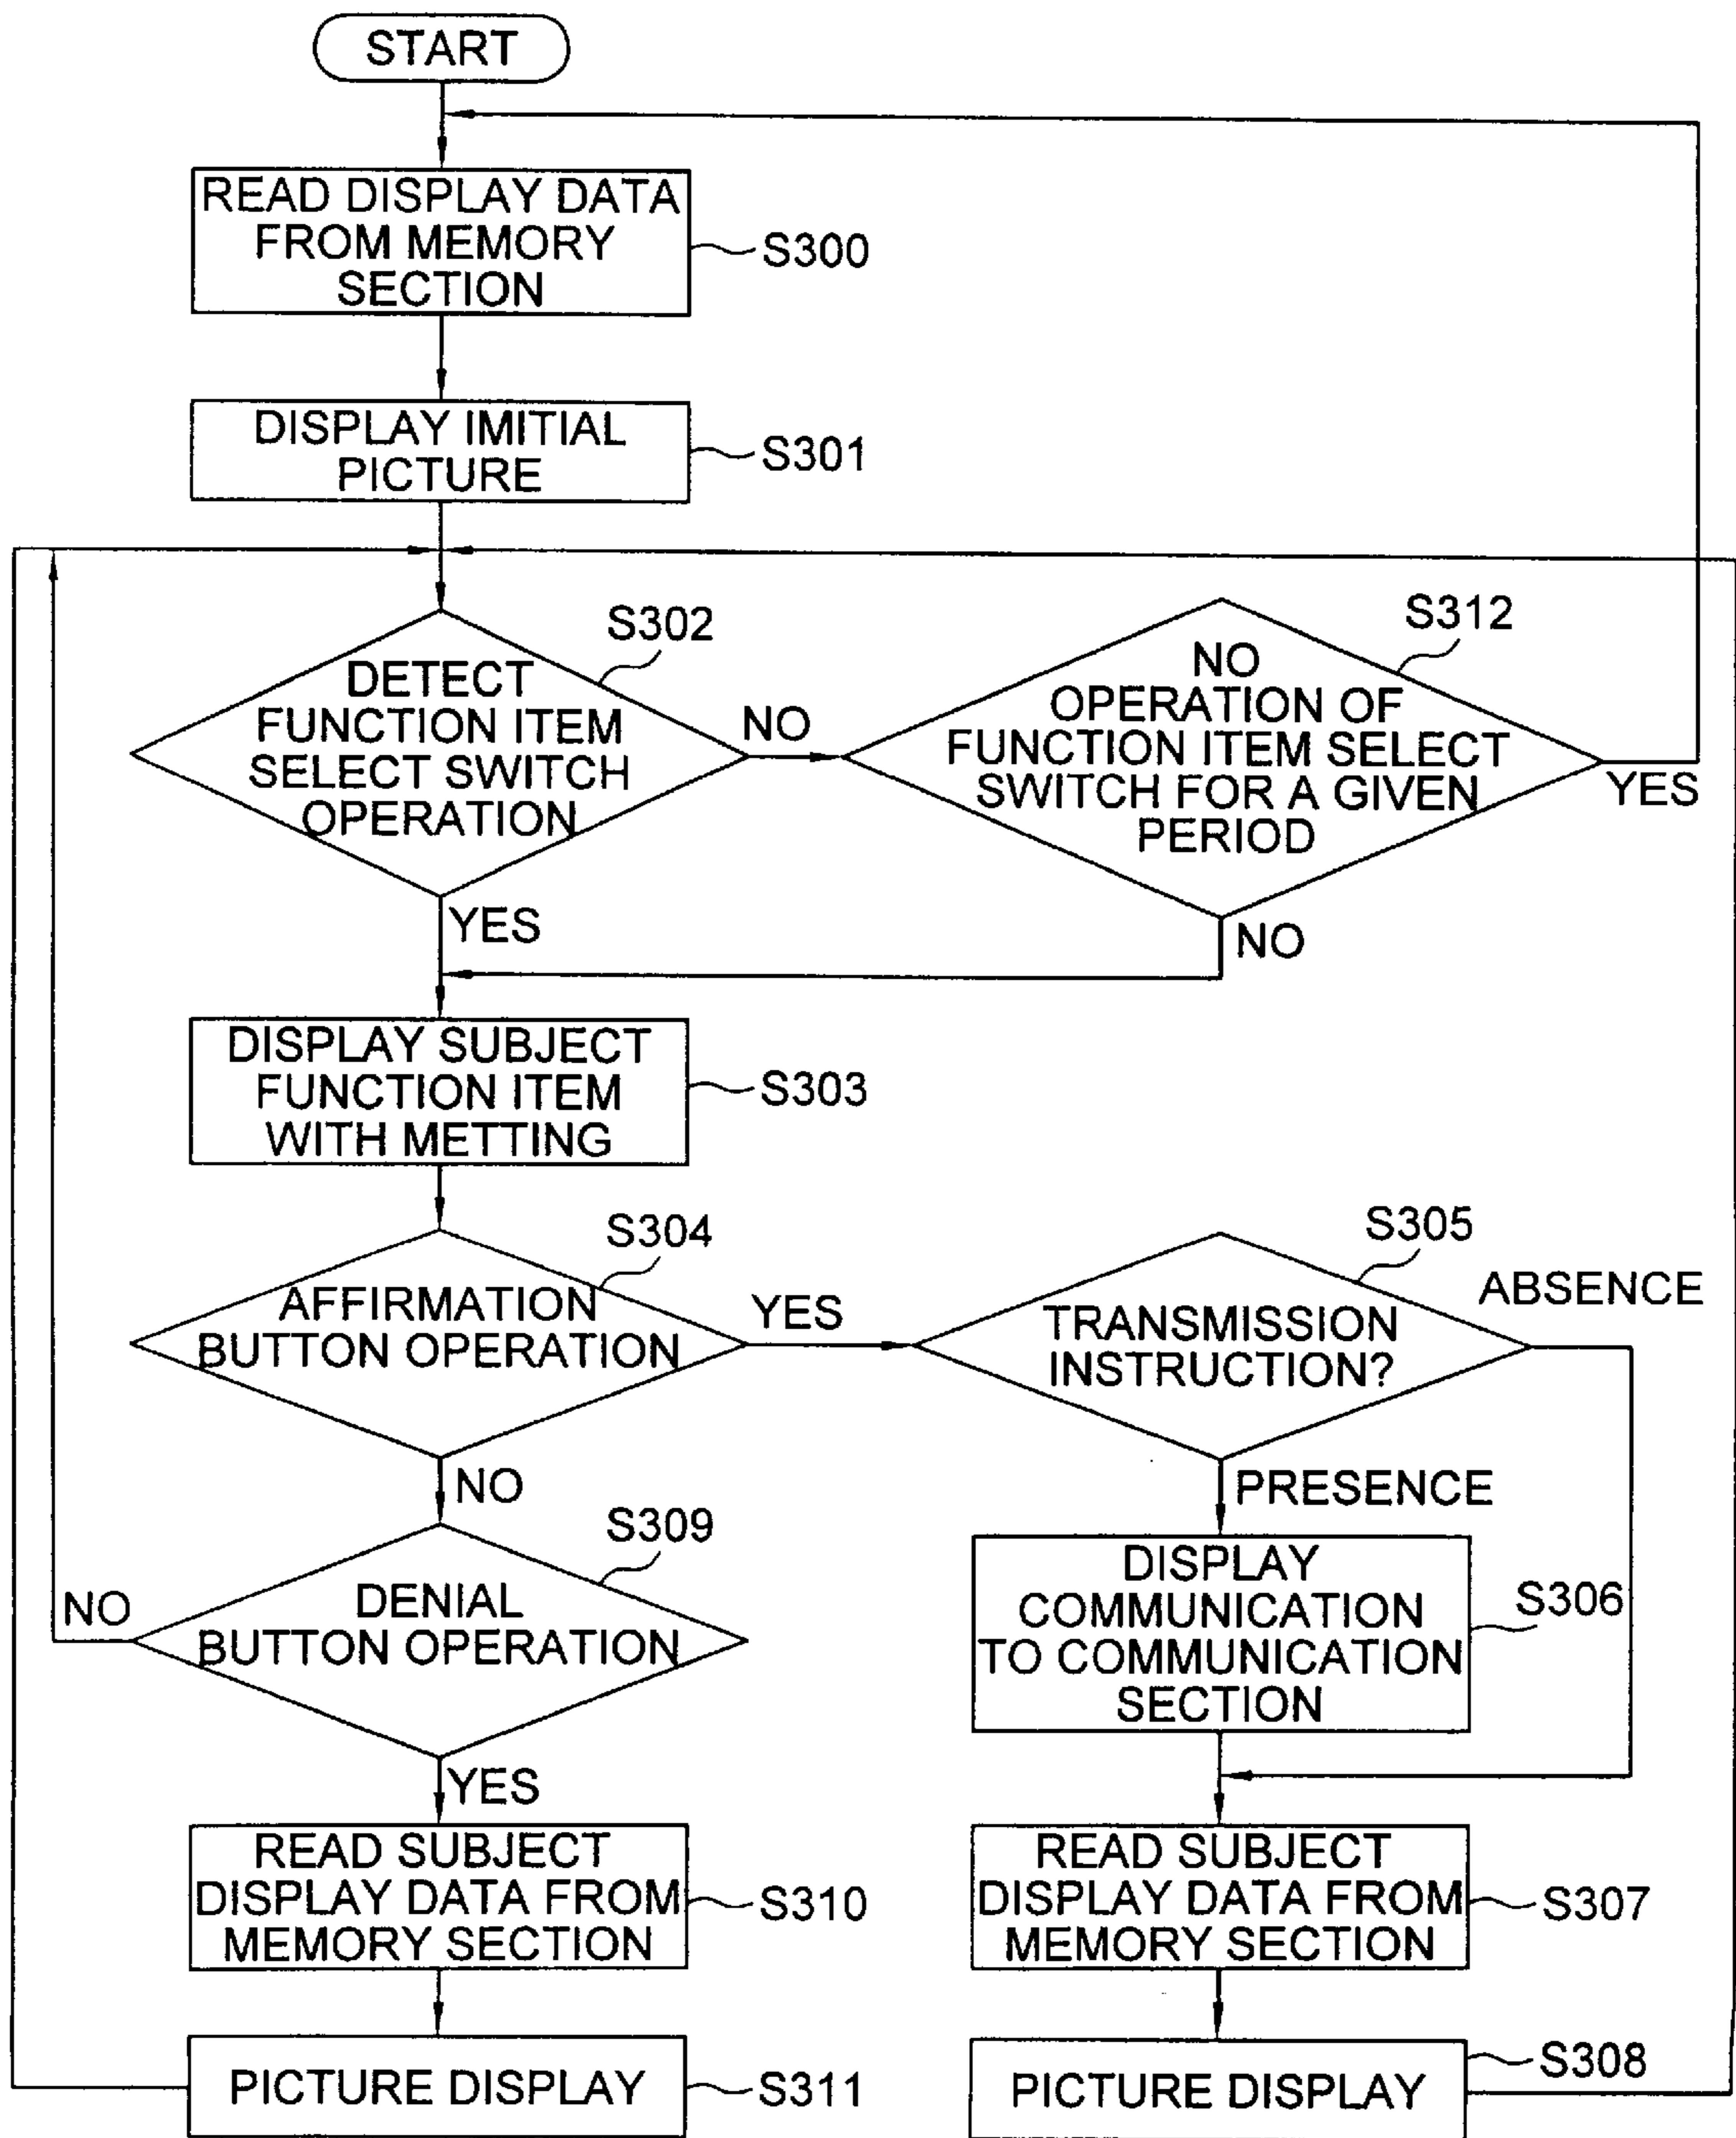 START
READ DISPLAY DATA
FROM MEMORY
SECTION
S300
DISPLAY IMITIAL
PICTURE
S301
S302
DETECT
FUNCTION ITEM
SELECT SWITCH
OPERATION
NO
YES
S312
NO
OPERATION OF
FUNCTION ITEM SELECT
SWITCH FOR A GIVEN
PERIOD
YES
NO
DISPLAY SUBJECT
FUNCTION ITEM
WITH METTING
S303
S304
AFFIRMATION
BUTTON OPERATION
YES
NO
S305
TRANSMISSION
INSTRUCTION?
ABSENCE
PRESENCE
DISPLAY
COMMUNICATION
TO COMMUNICATION
SECTION
S306
S309
DENIAL
BUTTON OPERATION
NO
YES
READ SUBJECT
DISPLAY DATA FROM
MEMORY SECTION
S310
READ SUBJECT
DISPLAY DATA FROM
MEMORY SECTION
S307
PICTURE DISPLAY
S311
PICTURE DISPLAY
S308